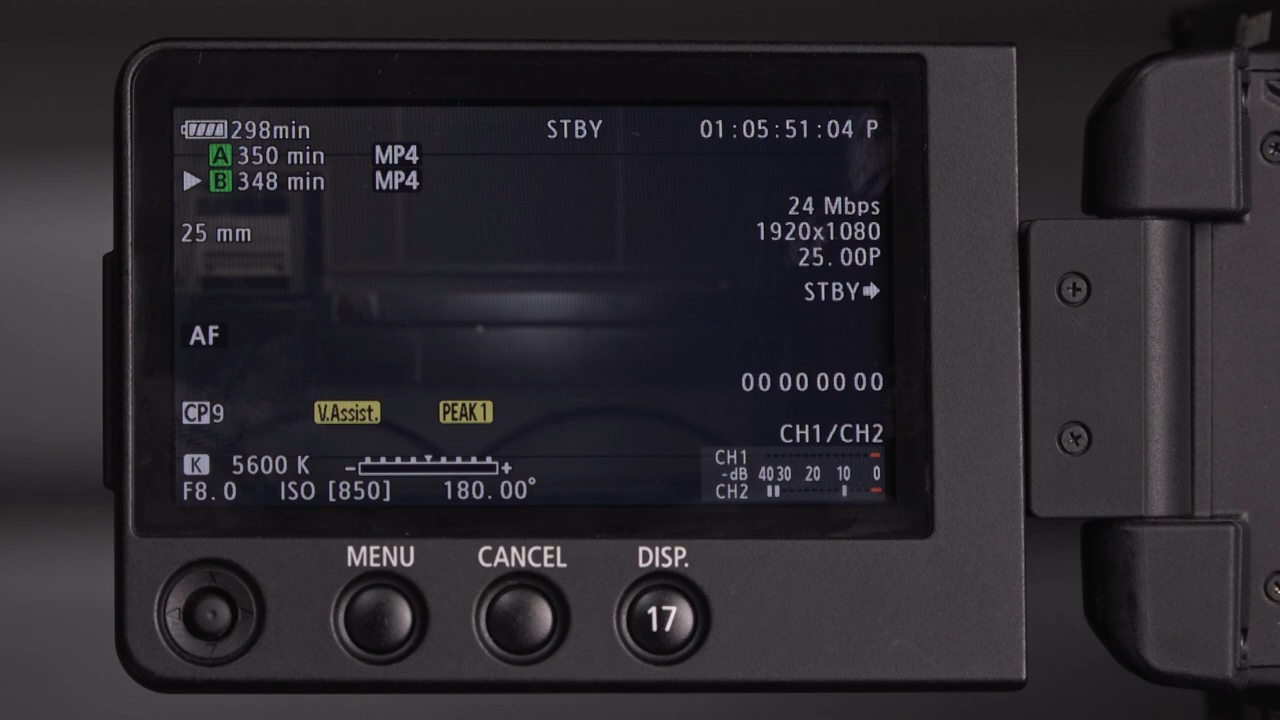 298min STBY 01:05:51:04 P
A 350 min MP4
B 348 min MP4
24 Mbps
25 mm 1920x1080
25.00P
STBY
AF
00 00 00 00
CP9 V.Assist. PEAK1
CH1/CH2
K 5600 K - +
CH1
-dB 40 30 20 10 0
F8.0 ISO [850] 180.00° CH2
MENU CANCEL DISP.
17